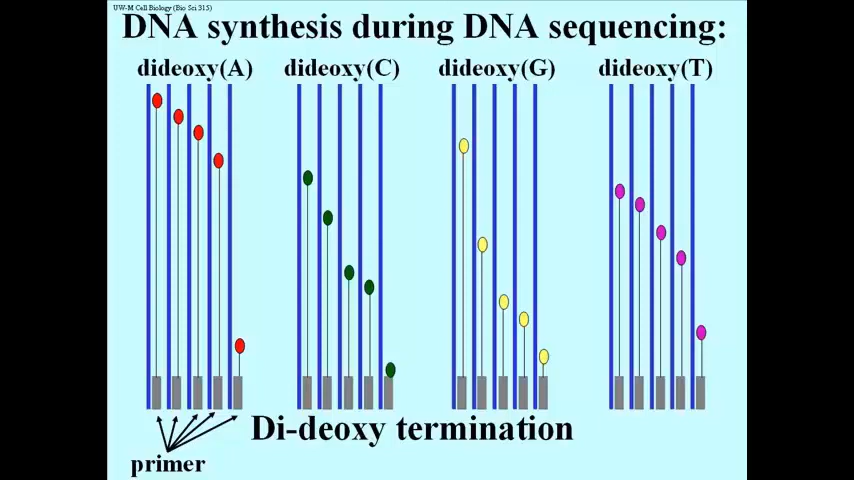 UW-M Cell Biology (Bio Sci 315)
DNA synthesis during DNA sequencing:
dideoxy(A) dideoxy(C) dideoxy(G) dideoxy(T)
Di-deoxy termination
primer